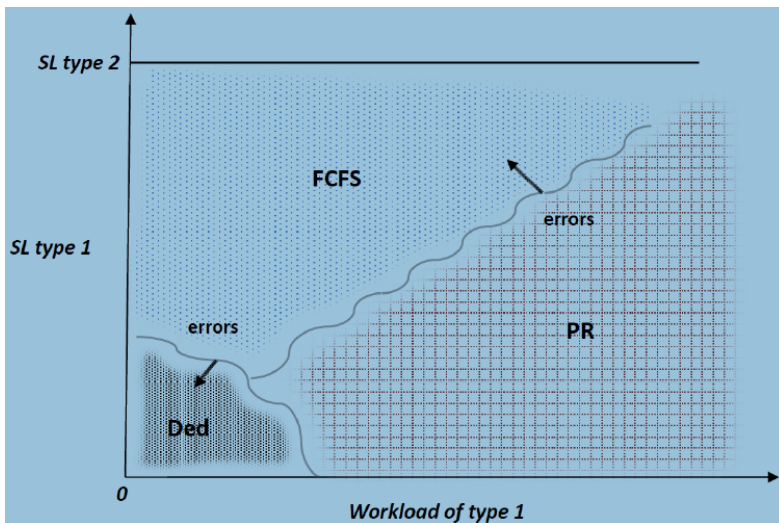 SL type 2
FCFS
errors
SL type 1
errors
PR
Ded
0
Workload of type 1